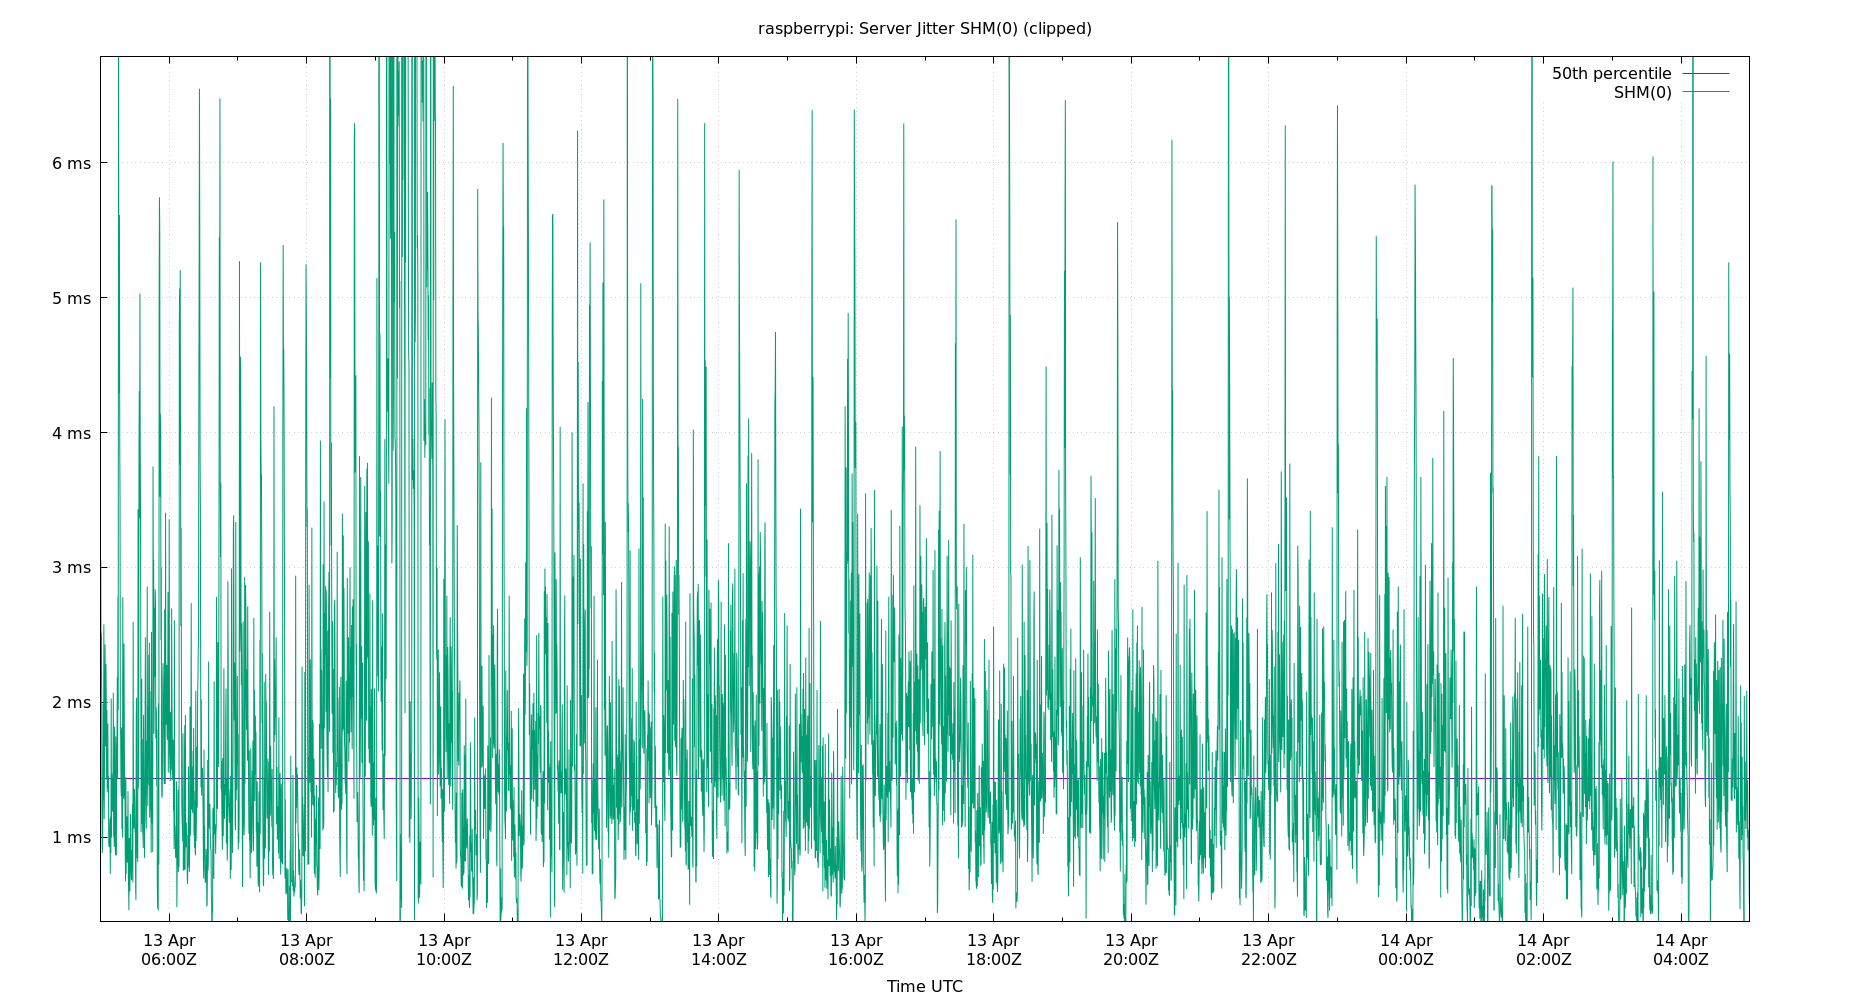 raspberrypi: Server Jitter SHM(0) (clipped)
50th percentile
SHM(0)
6 ms
5 ms
4 ms
3 ms
2 ms
1 ms
13 Apr 13 Apr 13 Apr 13 Apr 13 Apr 13 Apr 13 Apr 13 Apr 13 Apr 14 Apr 14 Apr 14 Apr
06:00Z 08:00Z 10:00Z 12:00Z 14:00Z 16:00Z 18:00Z 20:00Z 22:00Z 00:00Z 02:00Z 04:00Z
Time UTC